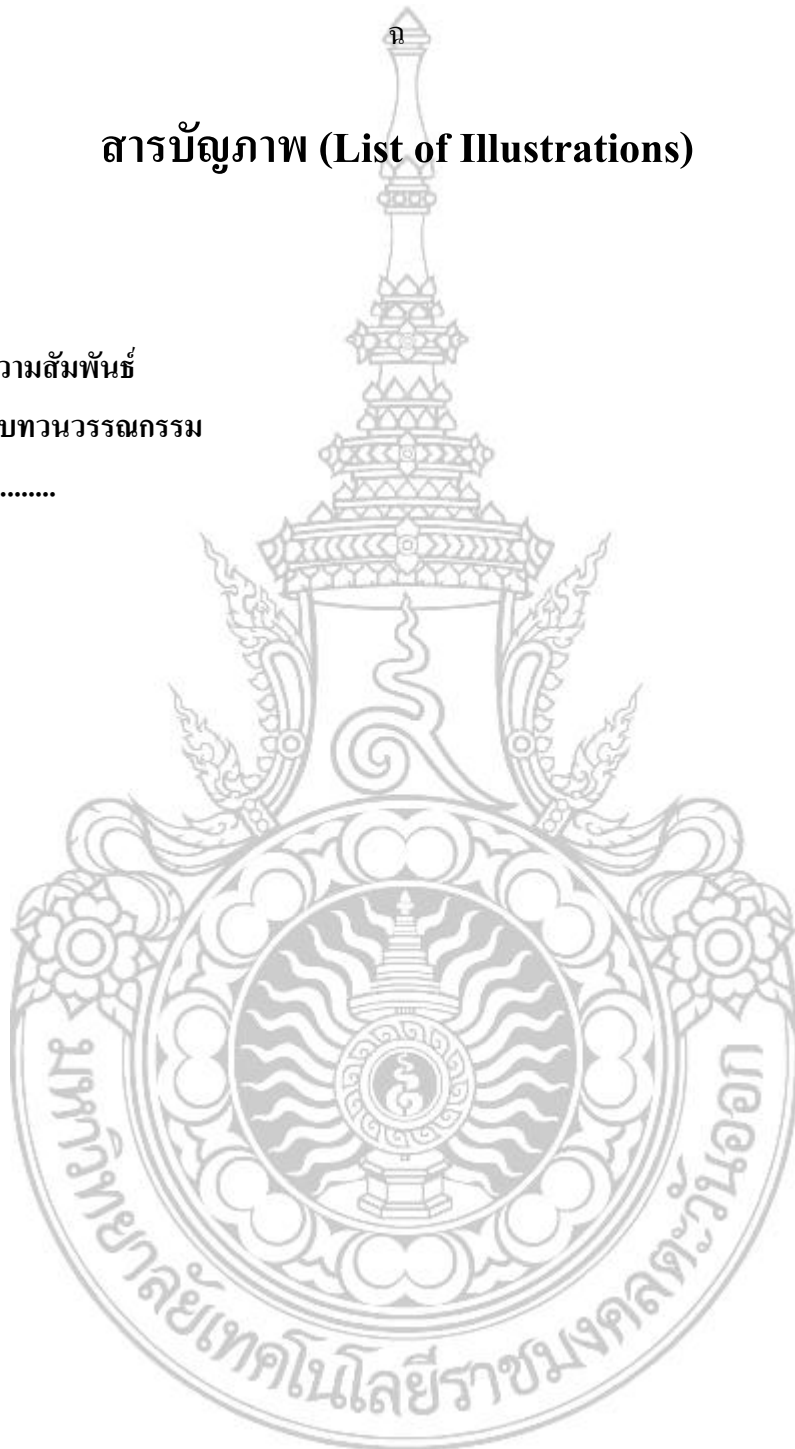 ฉ
สารบัญภาพ (List of Illustrations)
วามสัมพันธ์
บทวนวรรณกรรม
.........
มหาวิทยาลัยเทคโนโลยีราชมงคลตะวันออก